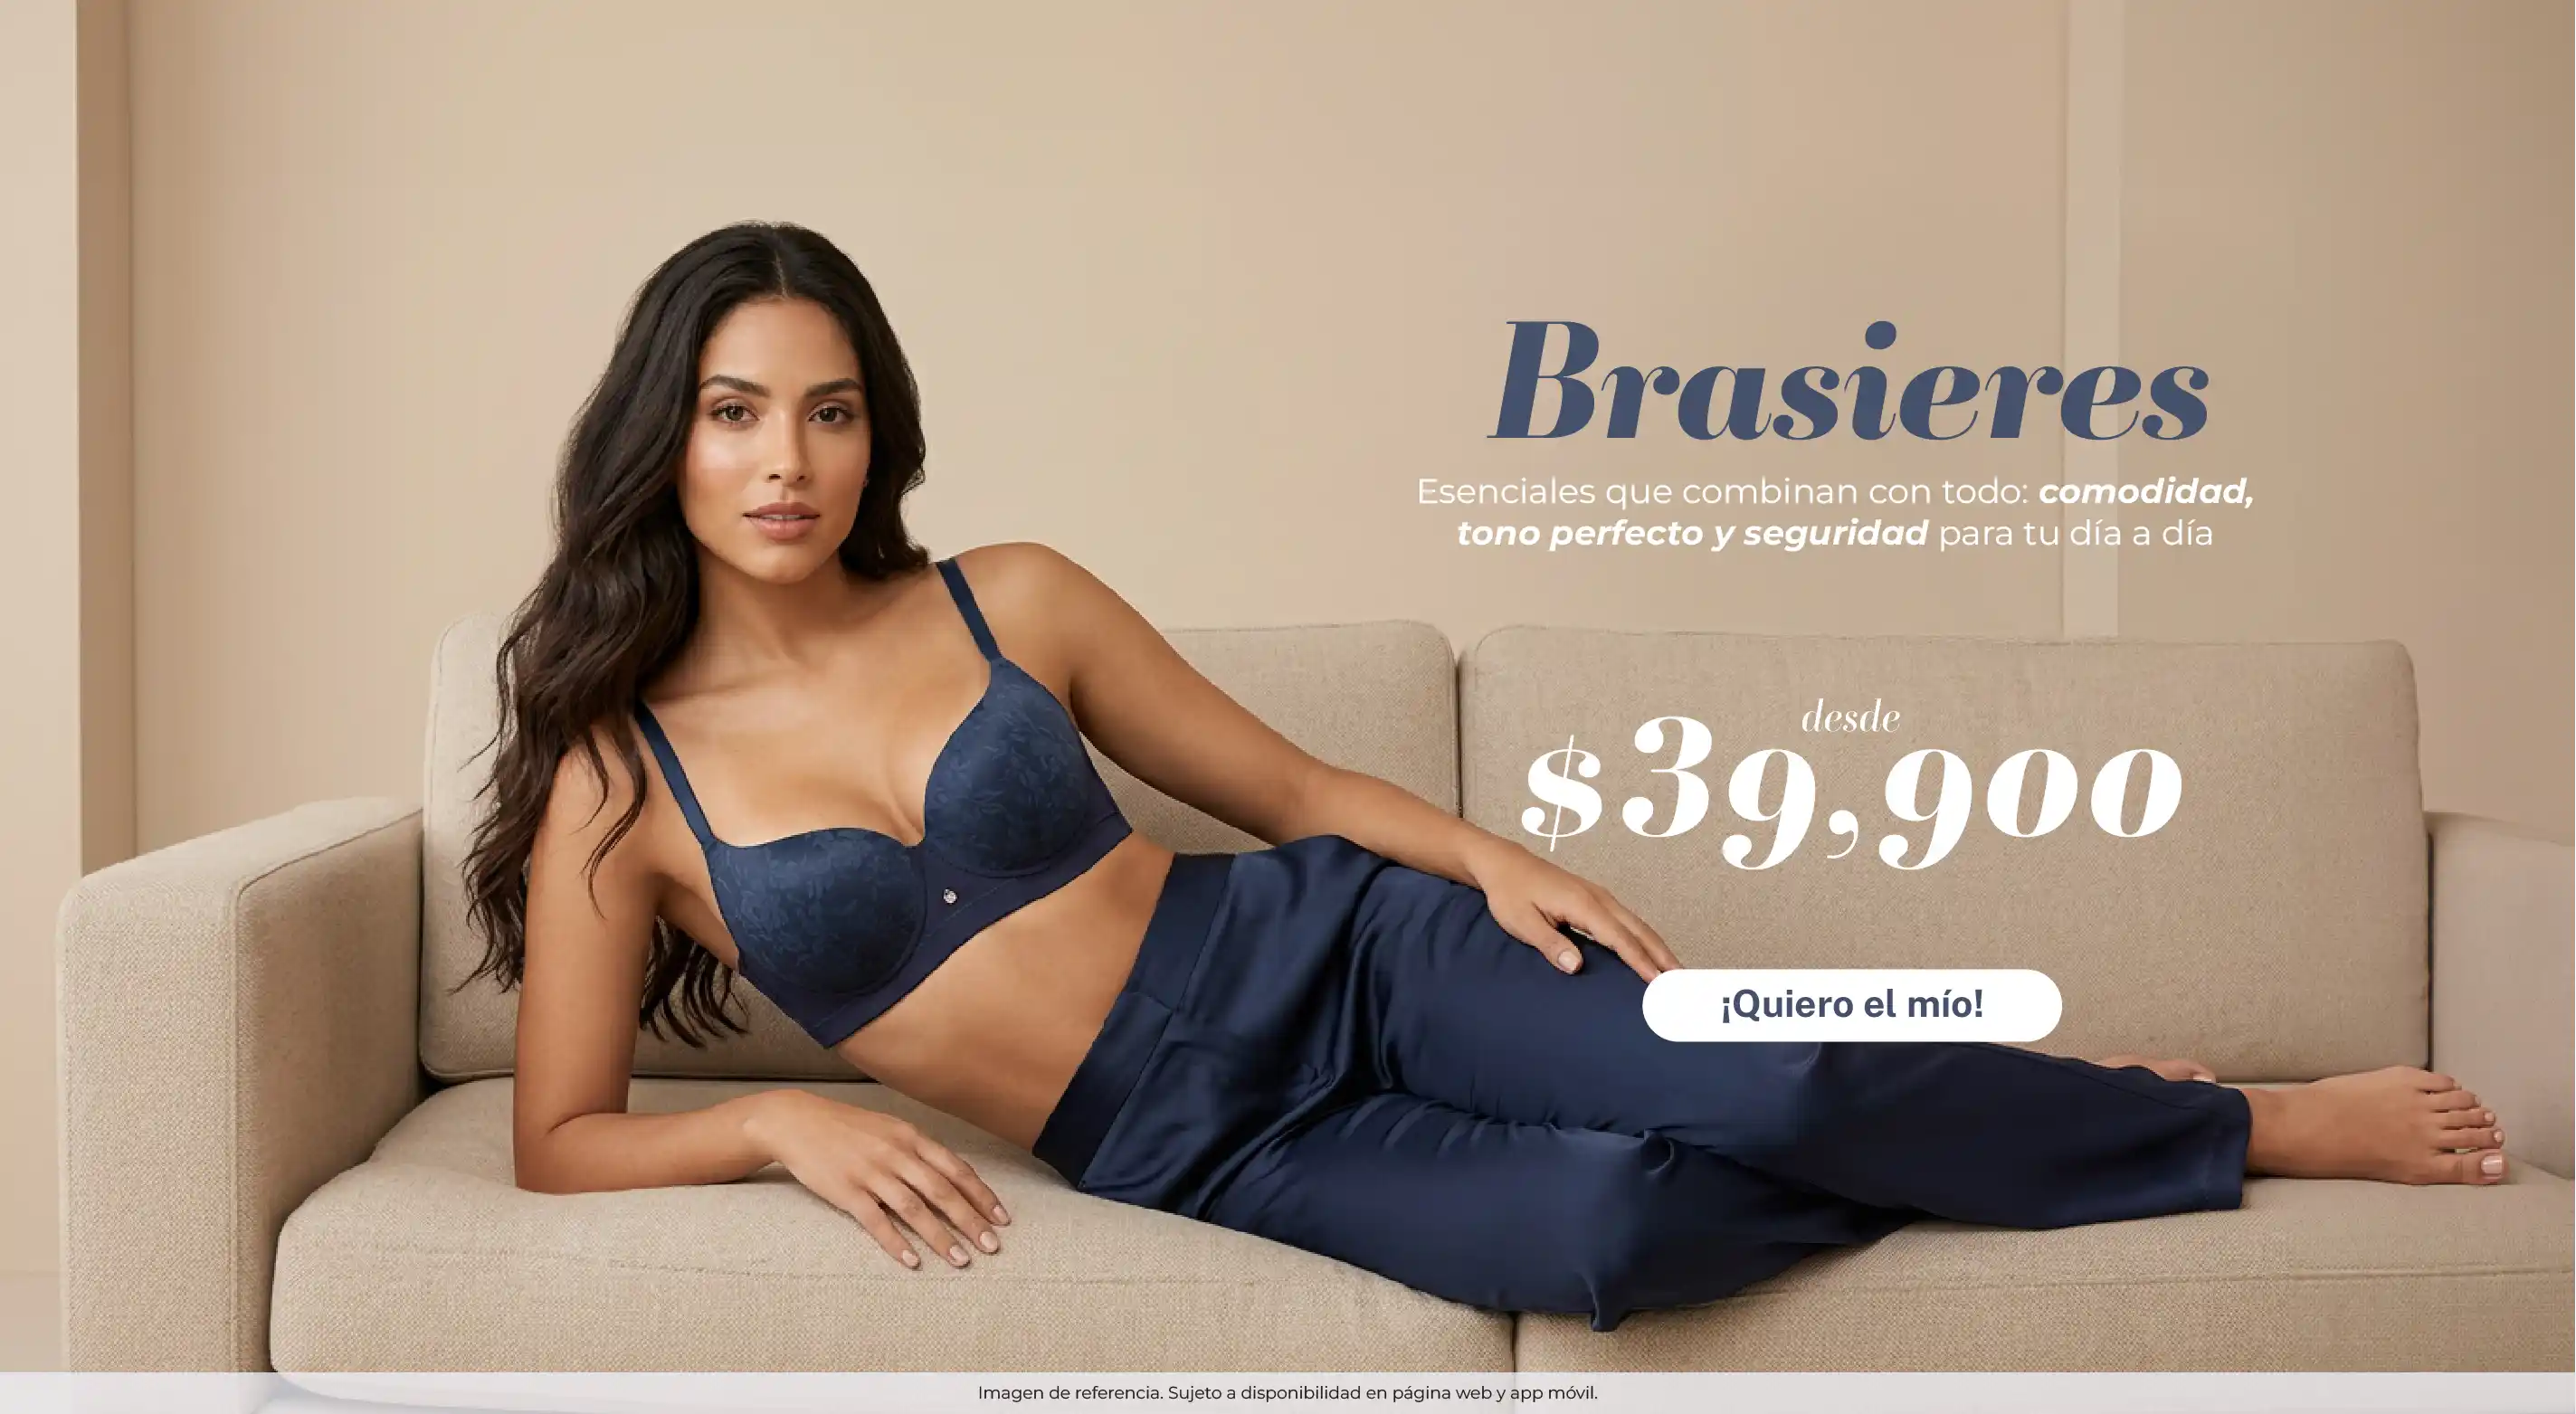 Brasieres
Esenciales que combinan con todo: comodidad,
tono perfecto y seguridad para tu día a día
desde
$39,900
¡Quiero el mío!
Imagen de referencia. Sujeto a disponibilidad en página web y app móvil.